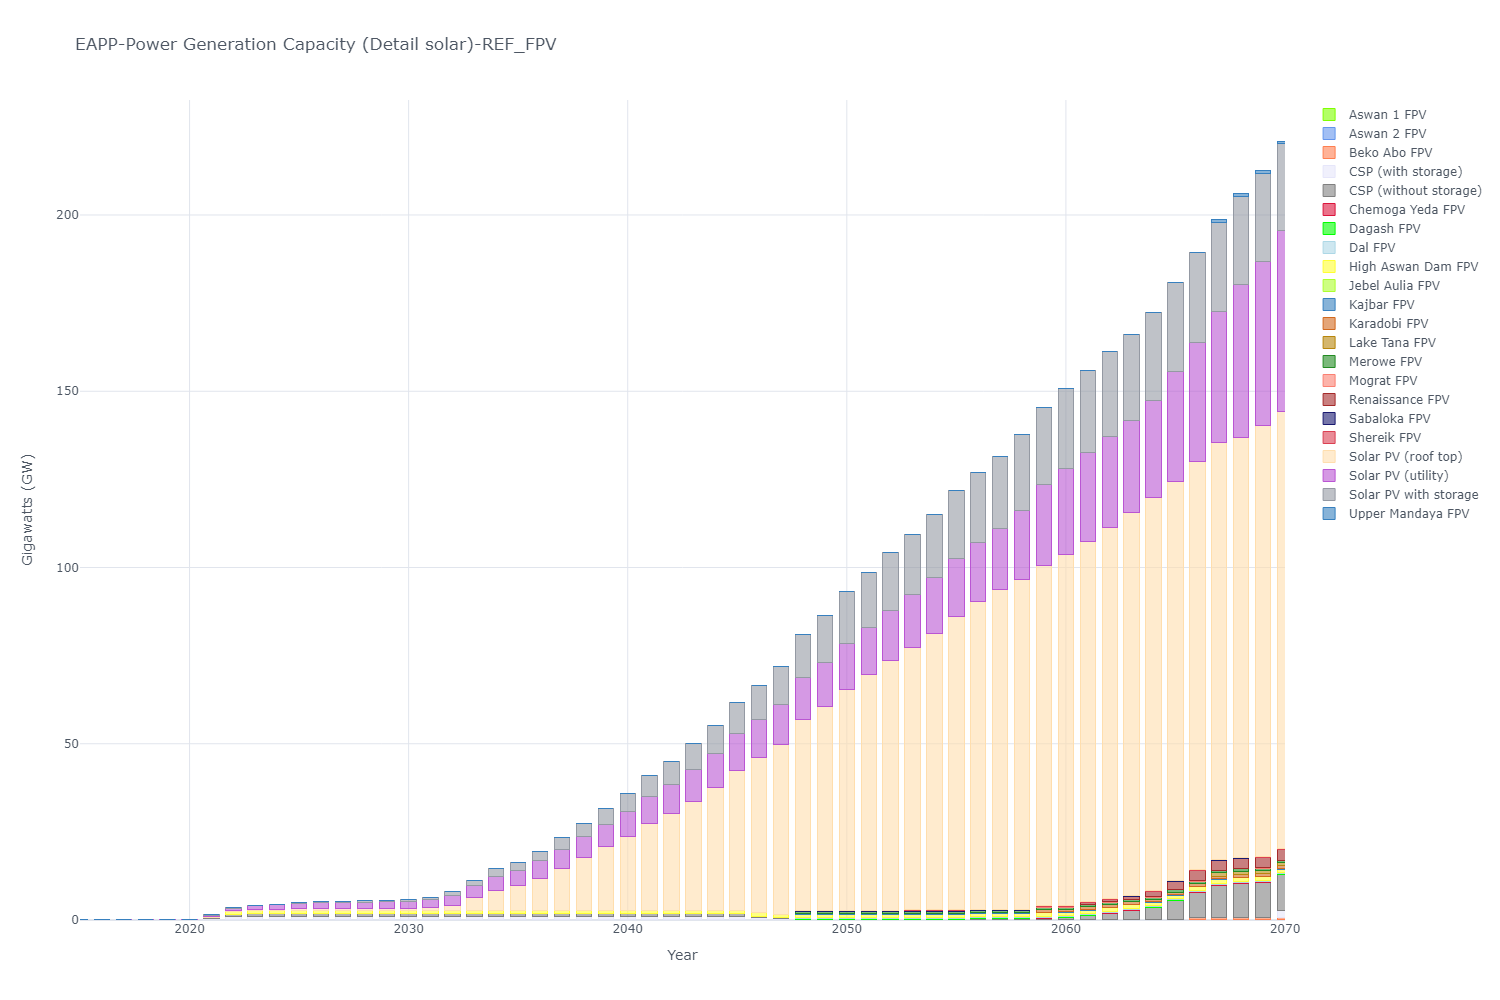 EAPP-Power Generation Capacity (Detail solar)-REF_FPV
Gigawatts (GW)
200
150
100
50
0
2020
2030
2040
2050
2060
2070
Year
Aswan 1 FPV
Aswan 2 FPV
Beko Abo FPV
CSP (with storage)
CSP (without storage)
Chemoga Yeda FPV
Dagash FPV
Dal FPV
High Aswan Dam FPV
Jebel Aulia FPV
Kajbar FPV
Karadobi FPV
Lake Tana FPV
Merowe FPV
Mograt FPV
Renaissance FPV
Sabaloka FPV
Shereik FPV
Solar PV (roof top)
Solar PV (utility)
Solar PV with storage
Upper Mandaya FPV